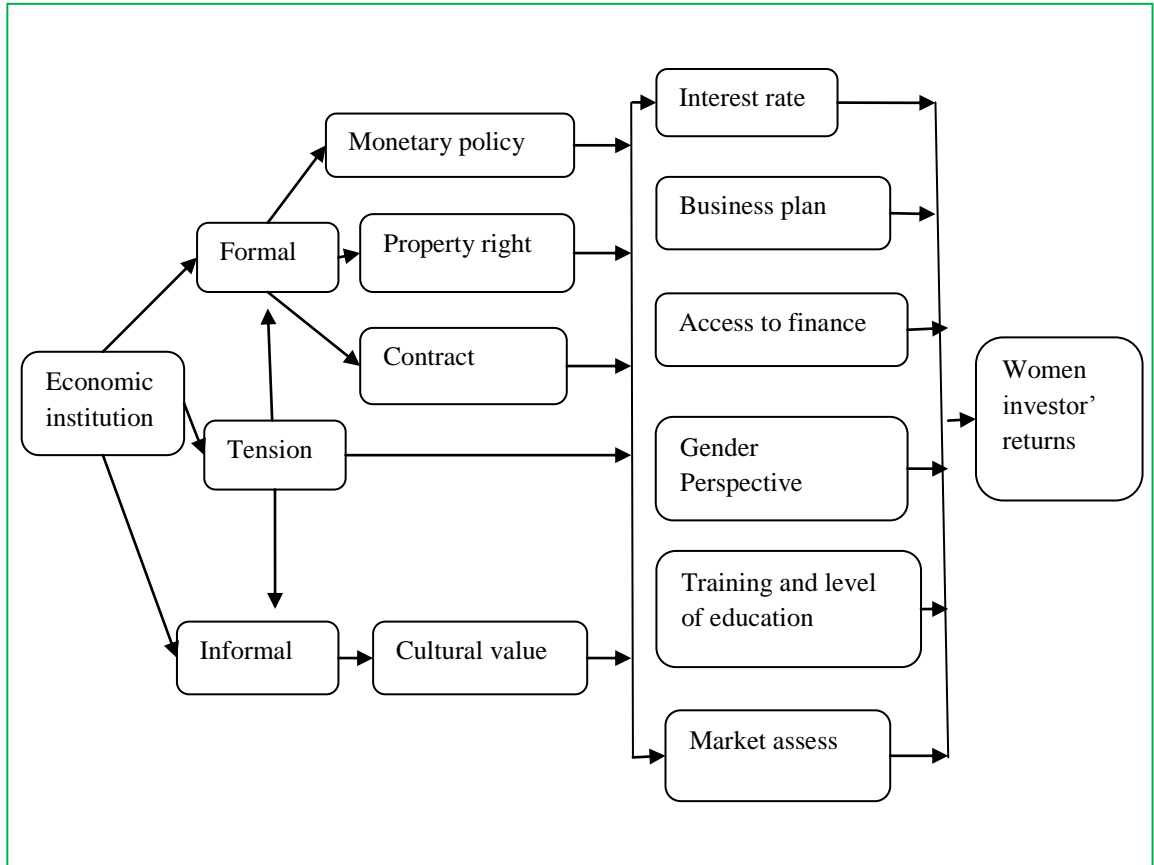 Interest rate
Monetary policy
Business plan
Formal
Property right
Access to finance
Contract
Economic
institution
Women
investor’
returns
Tension
Gender
Perspective
Training and level
of education
Informal
Cultural value
Market assess